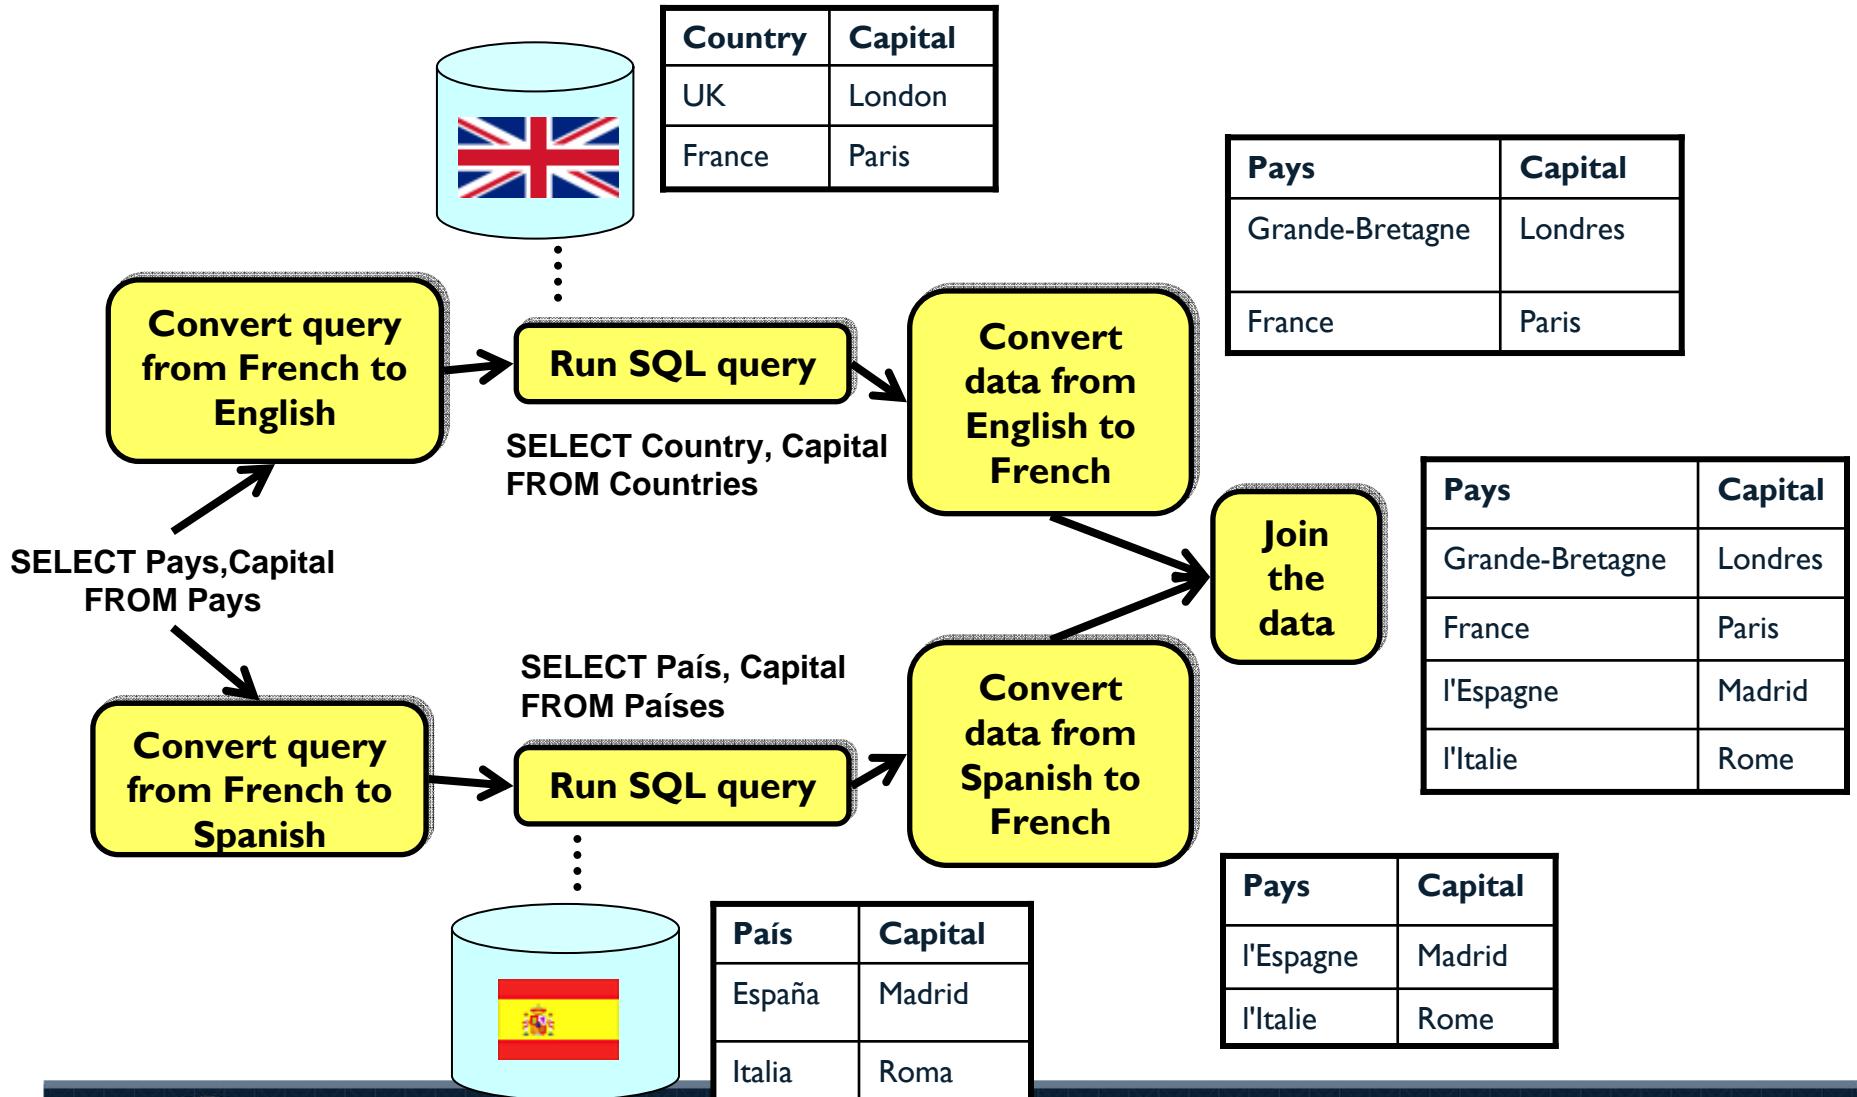 Country Capital
UK London
France Paris
Pays Capital
Grande-Bretagne Londres
France Paris
Convert query
from French to
English
Run SQL query
SELECT Country, Capital
FROM Countries
Convert
data from
English to
French
SELECT Pays,Capital
FROM Pays
Join
the
data
Pays Capital
Grande-Bretagne Londres
France Paris
l'Espagne Madrid
l'Italie Rome
Convert query
from French to
Spanish
SELECT País, Capital
FROM Países
Run SQL query
Convert
data from
Spanish to
French
País Capital
España Madrid
Italia Roma
Pays Capital
l'Espagne Madrid
l'Italie Rome